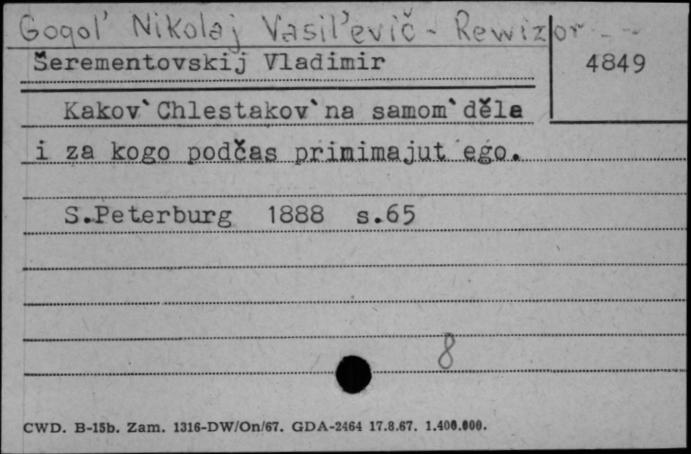 Gogol' Nikolaj Vasil'evič - Rewizor - -
Šerementovskij Vladimir
4849
Kakov` Chlestakov` na samom` děle
i za kogo podčas prinimajut ego.
S.Peterburg 1888 s.65
8
CWD. B-15b. Zam. 1316-DW/On/67. GDA-2464 17.8.67. 1.400.000.